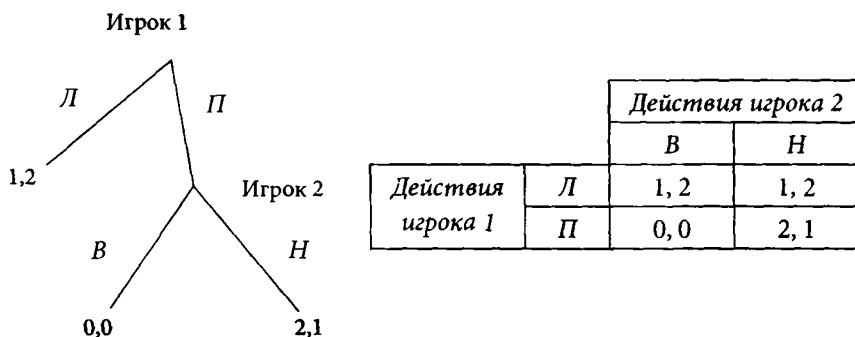 Игрок 1
Л
П
1,2
Игрок 2
В
Н
0,0
2,1
Действия игрока 2
В Н
Действия игрока 1
Л 1, 2 1, 2
П 0, 0 2, 1